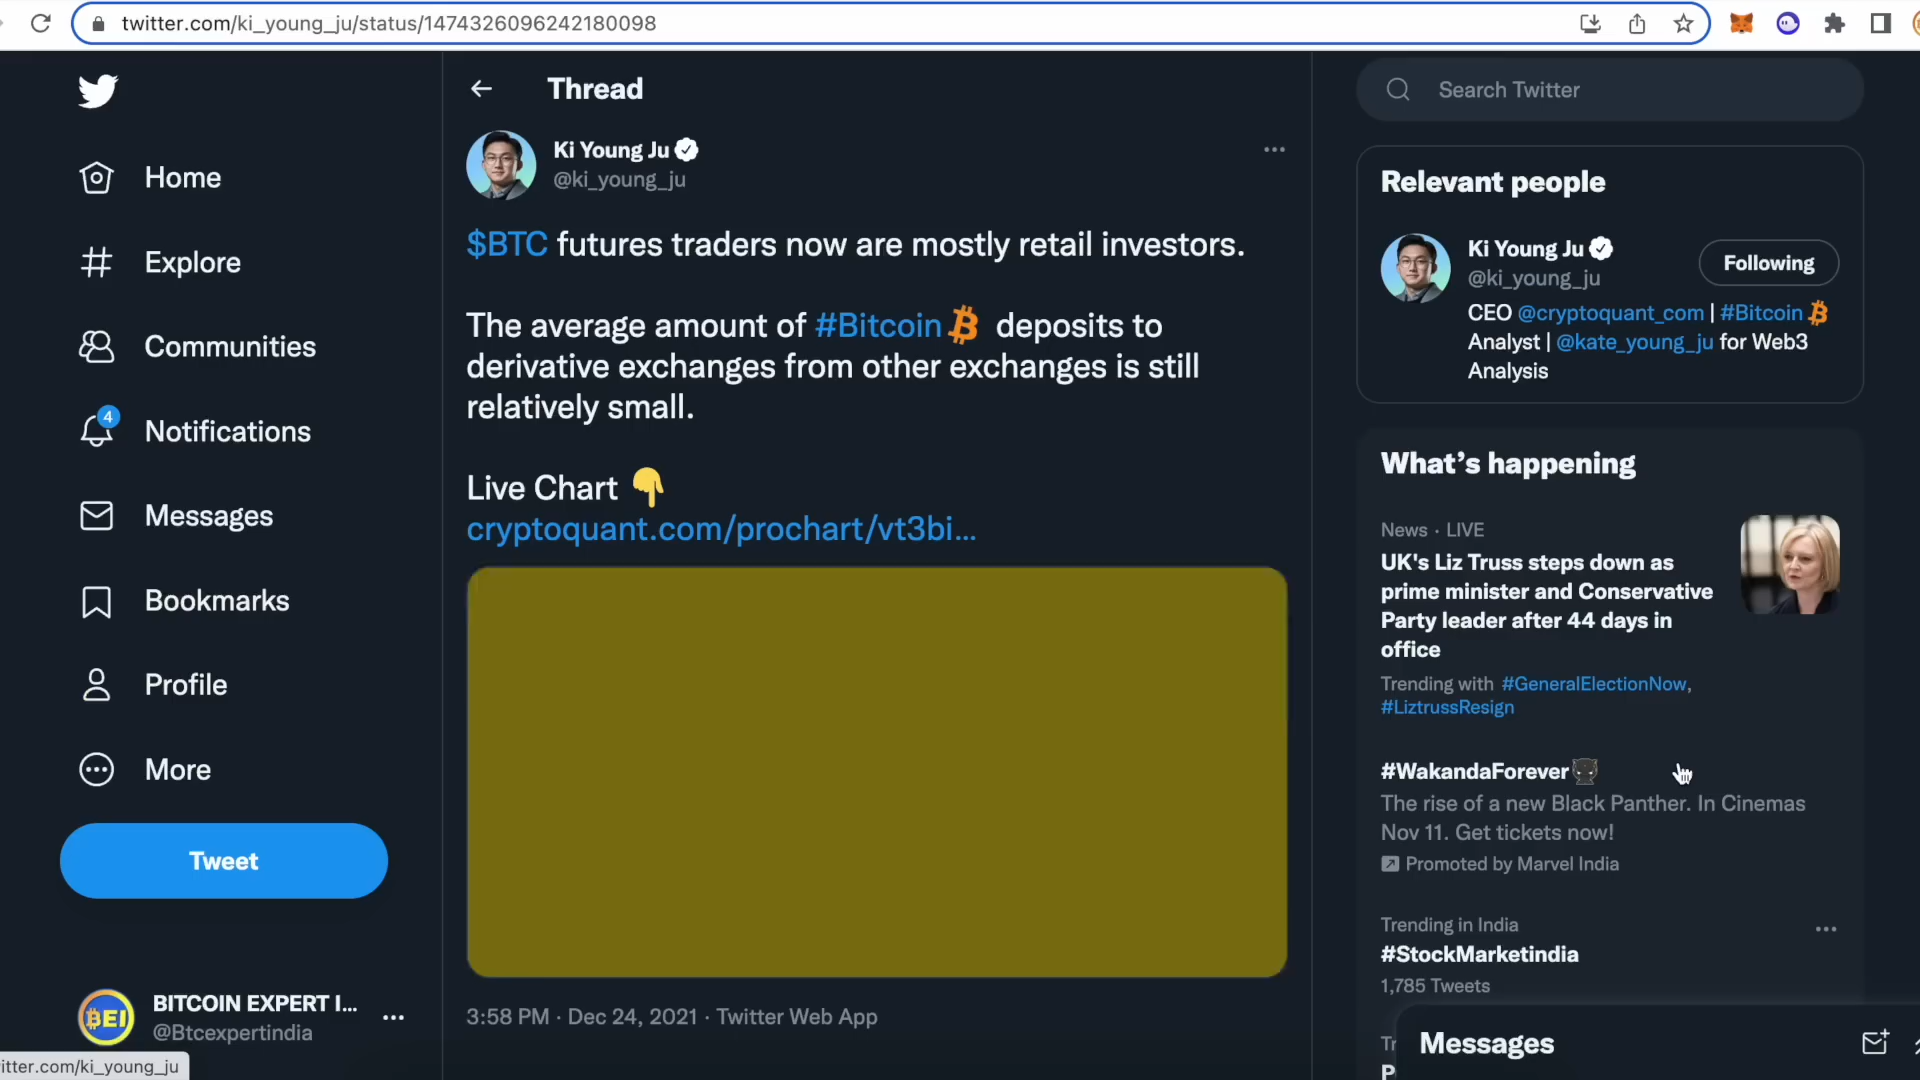 twitter.com/ki_young_ju/status/1474326096242180098
Thread
Search Twitter
Home
Explore
Communities
4
Notifications
Messages
Bookmarks
Profile
More
Tweet
BITCOIN EXPERT I...
@Btcexpertindia
itter.com/ki_young_ju
Ki Young Ju
@ki_young_ju
$BTC futures traders now are mostly retail investors.
The average amount of #Bitcoin deposits to
derivative exchanges from other exchanges is still
relatively small.
Live Chart 👇
cryptoquant.com/prochart/vt3bi...
3:58 PM · Dec 24, 2021 · Twitter Web App
Relevant people
Ki Young Ju
@ki_young_ju
Following
CEO @cryptoquant_com | #Bitcoin
Analyst | @kate_young_ju for Web3
Analysis
What's happening
News · LIVE
UK's Liz Truss steps down as
prime minister and Conservative
Party leader after 44 days in
office
Trending with #GeneralElectionNow,
#LiztrussResign
#WakandaForever
The rise of a new Black Panther. In Cinemas
Nov 11. Get tickets now!
Promoted by Marvel India
Trending in India
#StockMarketindia
1,785 Tweets
Messages
BEI